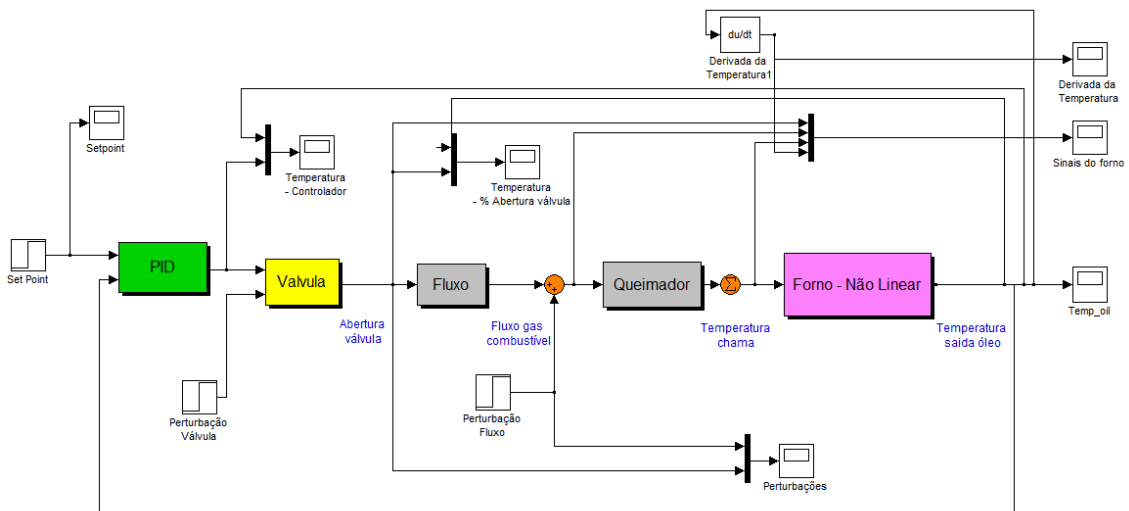 du/dt
Derivada da
Temperatura1
Derivada da
Temperatura
Setpoint
Temperatura
- Controlador
Temperatura
- % Abertura válvula
Sinais do forno
Set Point
PID
Valvula
Fluxo
+
+
Queimador
Σ
Forno - Não Linear
Temp_oil
Abertura
válvula
Fluxo gas
combustível
Temperatura
chama
Temperatura
saida óleo
Perturbação
Válvula
Perturbação
Fluxo
Perturbações